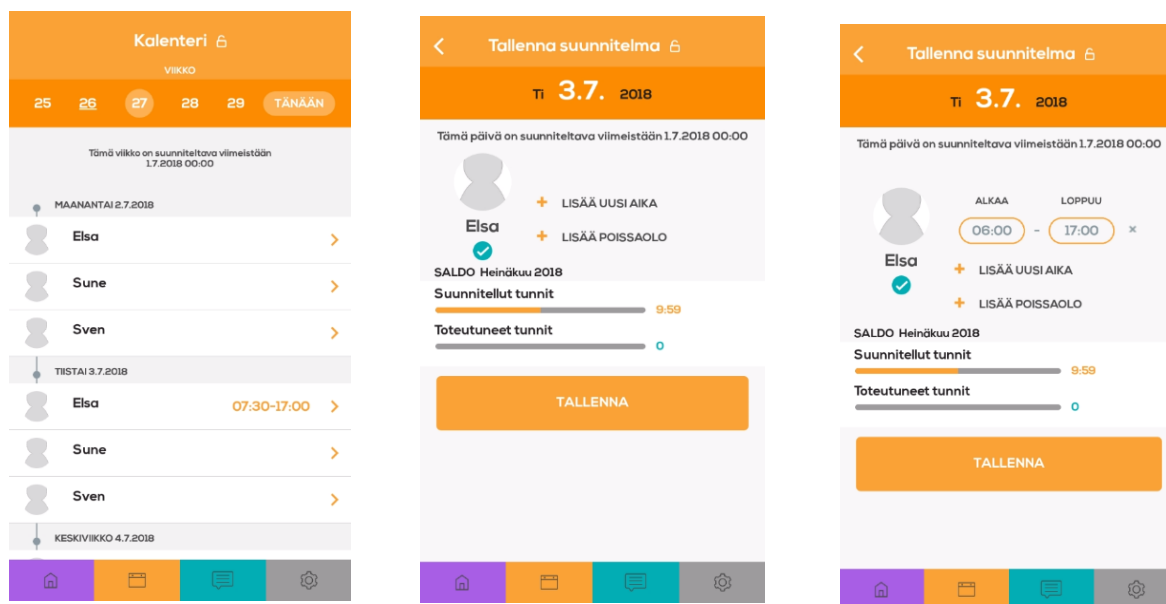 Kalenteri
VIIKKO
25 26 27 28 29 TÄNÄÄN
Tämä viikko on suunniteltava viimeistään
1.7.2018 00:00
MAANANTAI 2.7.2018
Elsa
Sune
Sven
TIISTAI 3.7.2018
Elsa 07:30-17:00
Sune
Sven
KESKIVIIKKO 4.7.2018
Tallenna suunnitelma
Ti 3.7. 2018
Tämä päivä on suunniteltava viimeistään 1.7.2018 00:00
+ LISÄÄ UUSI AIKA
Elsa
+ LISÄÄ POISSAOLO
SALDO Heinäkuu 2018
Suunnitellut tunnit
9:59
Toteutuneet tunnit
0
TALLENNA
Tallenna suunnitelma
Ti 3.7. 2018
Tämä päivä on suunniteltava viimeistään 1.7.2018 00:00
ALKAA LOPPUU
06:00 - 17:00 ×
Elsa
+ LISÄÄ UUSI AIKA
+ LISÄÄ POISSAOLO
SALDO Heinäkuu 2018
Suunnitellut tunnit
9:59
Toteutuneet tunnit
0
TALLENNA